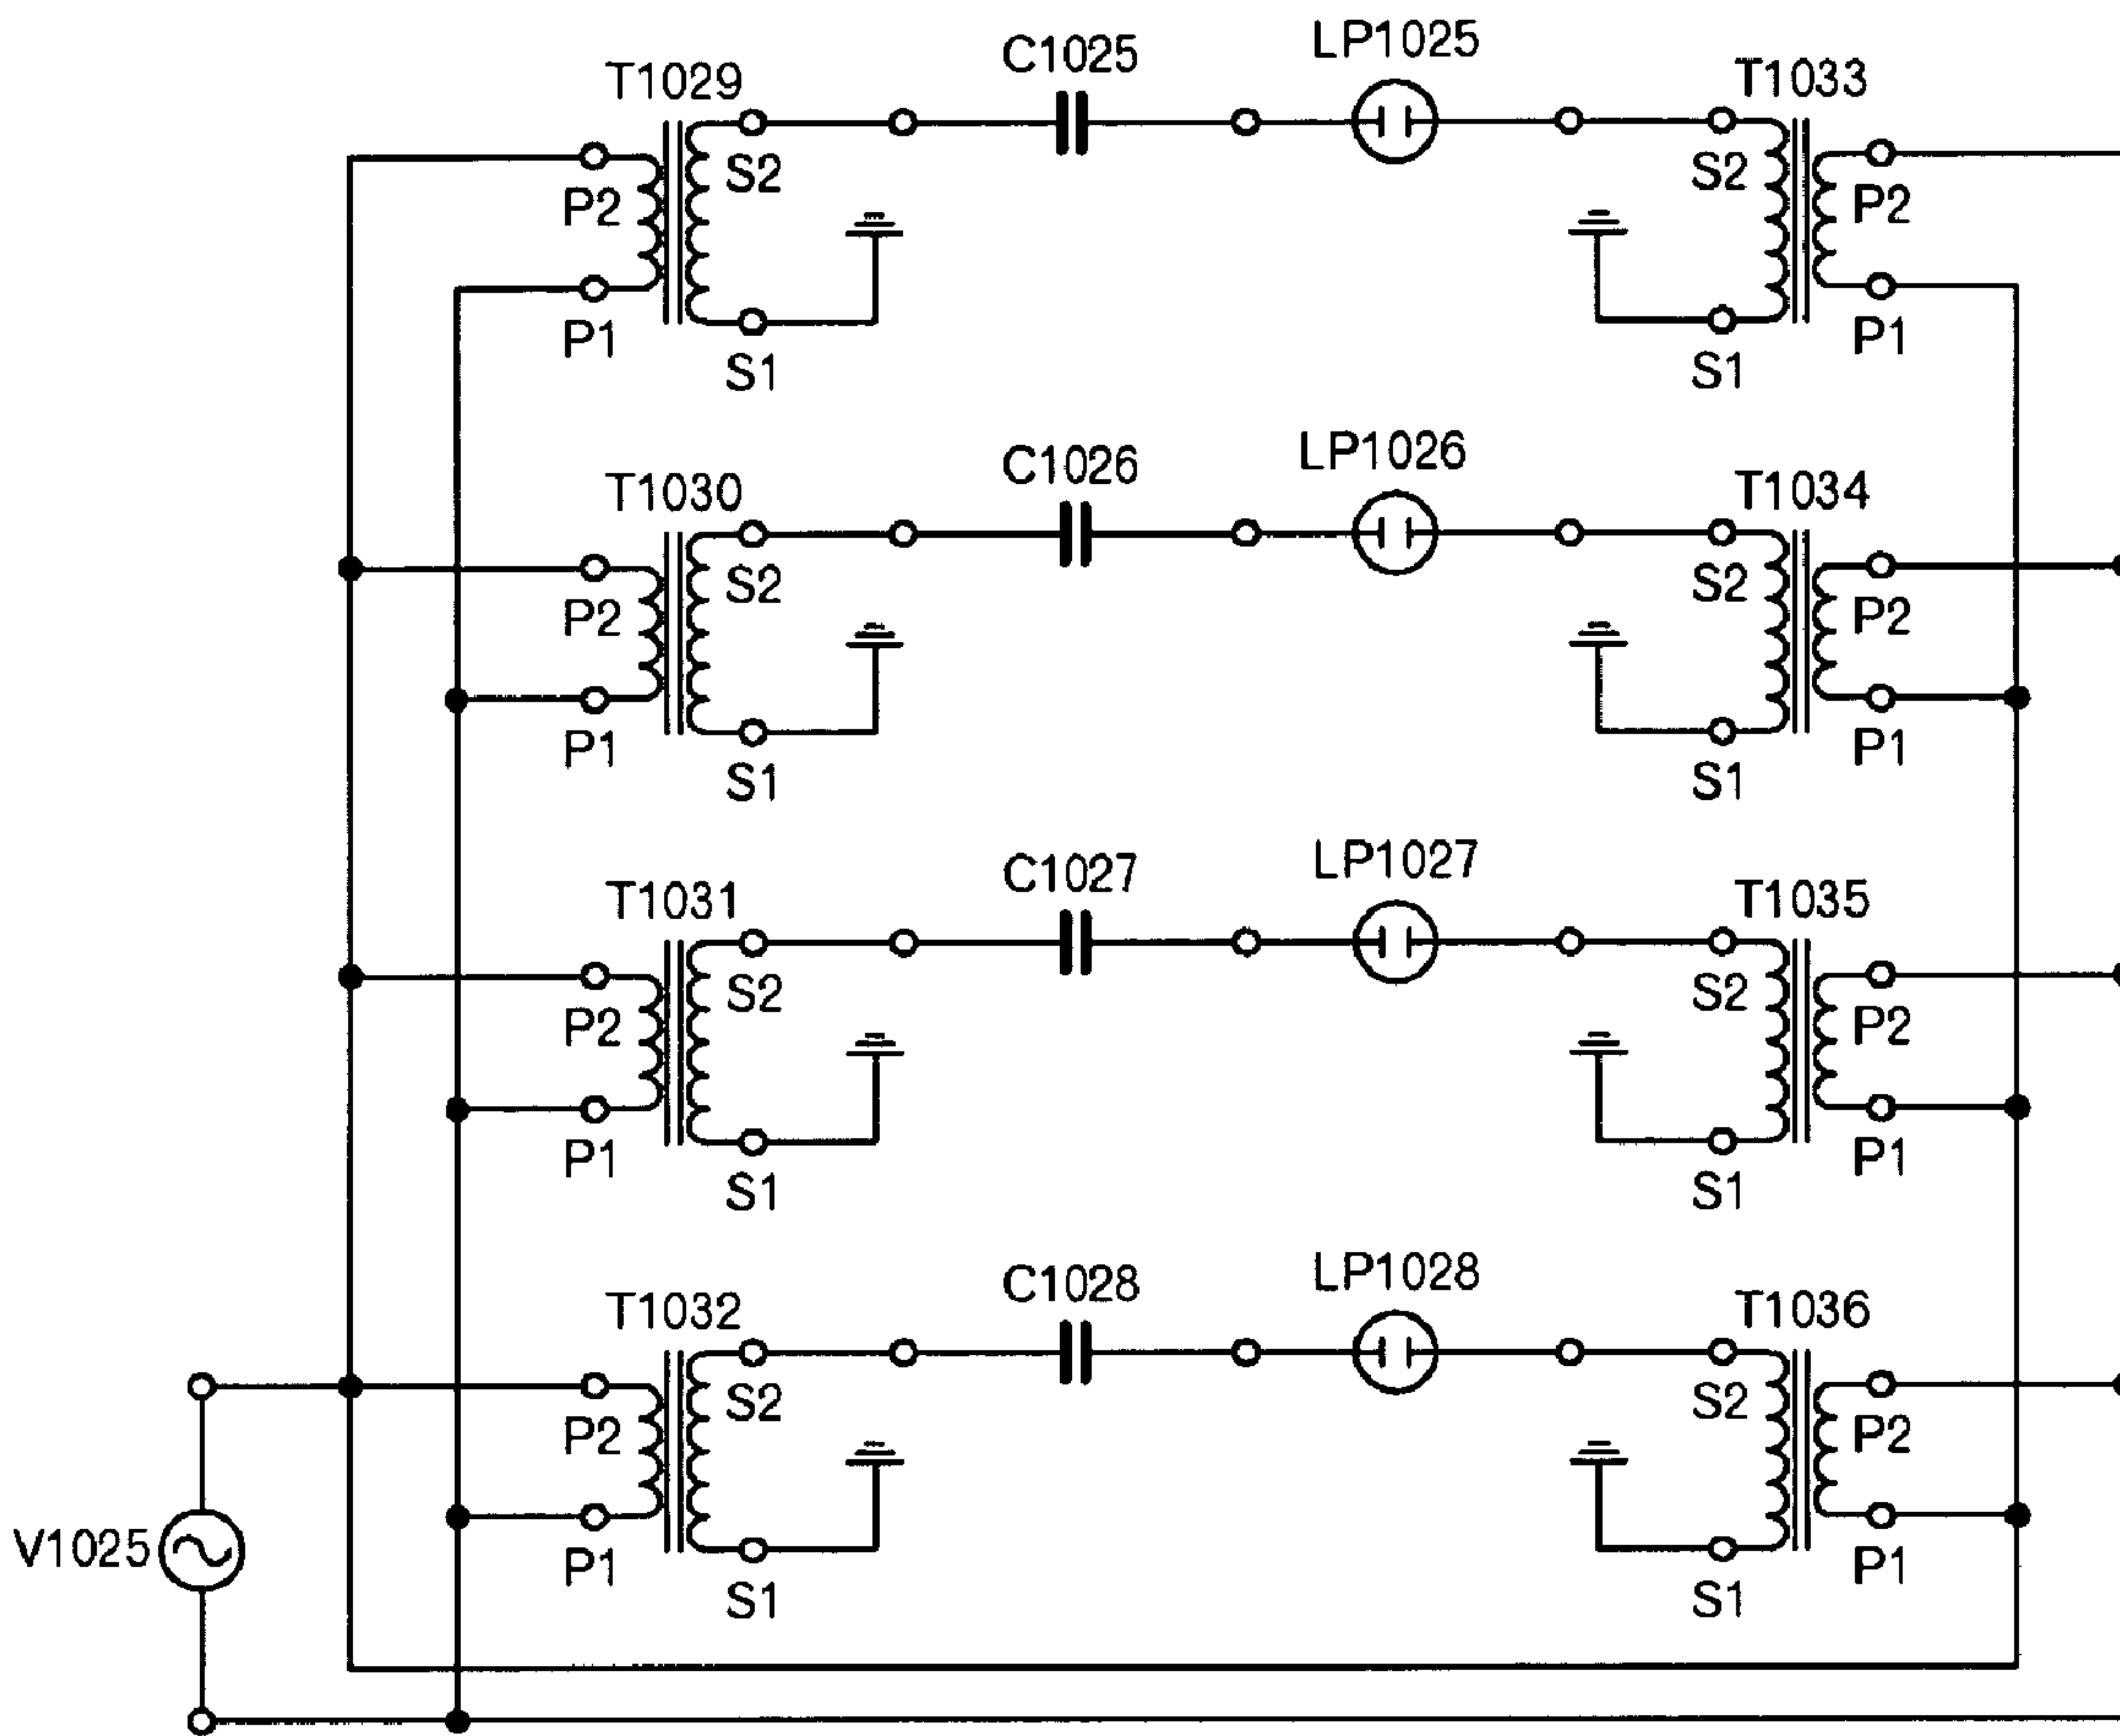 C1025 LP1025
T1029 T1033
S2 S2
P2 P2
P1 P1
S1 S1
C1026 LP1026
T1030 T1034
S2 S2
P2 P2
P1 P1
S1 S1
C1027 LP1027
T1031 T1035
S2 S2
P2 P2
P1 P1
S1 S1
C1028 LP1028
T1032 T1036
S2 S2
P2 P2
V1025
P1 P1
S1 S1